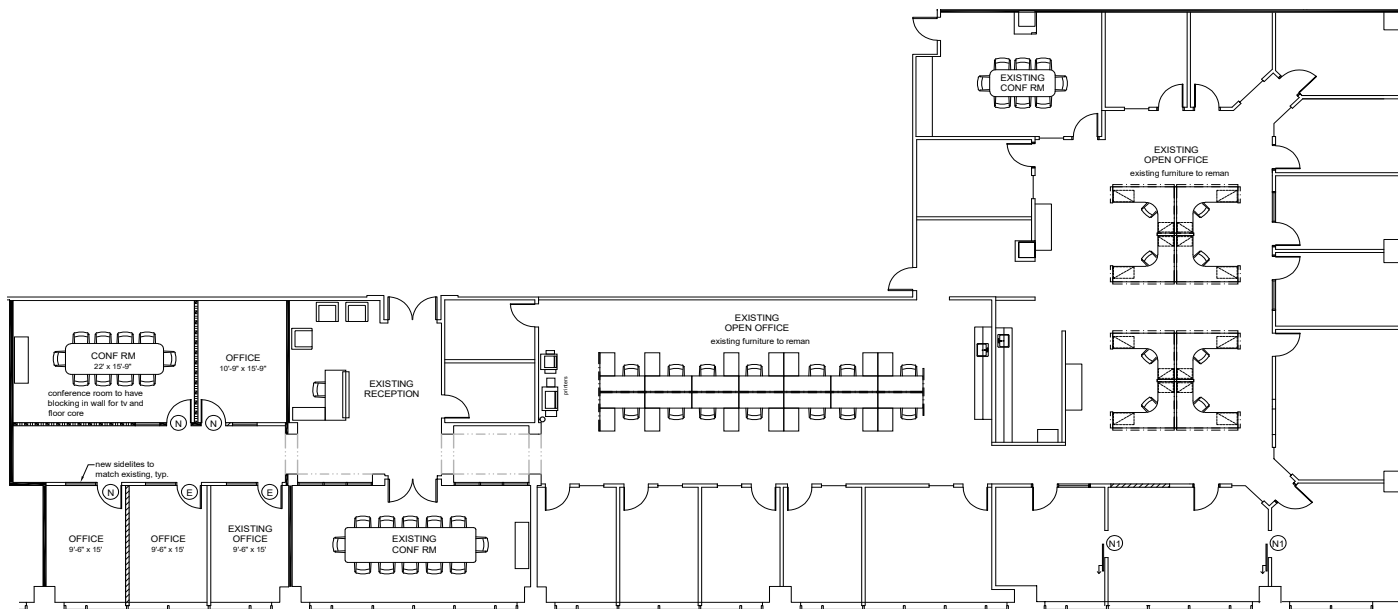 EXISTING
CONF RM
EXISTING
OPEN OFFICE
existing furniture to reman
CONF RM
22' x 15'-9"
conference room to have
blocking in wall for tv and
floor core
OFFICE
10'-9" x 15'-9"
N
N
EXISTING
RECEPTION
printers
EXISTING
OPEN OFFICE
existing furniture to reman
new sidelites to
match existing, typ.
N
E
E
OFFICE
9'-6" x 15'
OFFICE
9'-6" x 15'
EXISTING
OFFICE
9'-6" x 15'
EXISTING
CONF RM
N1
N1